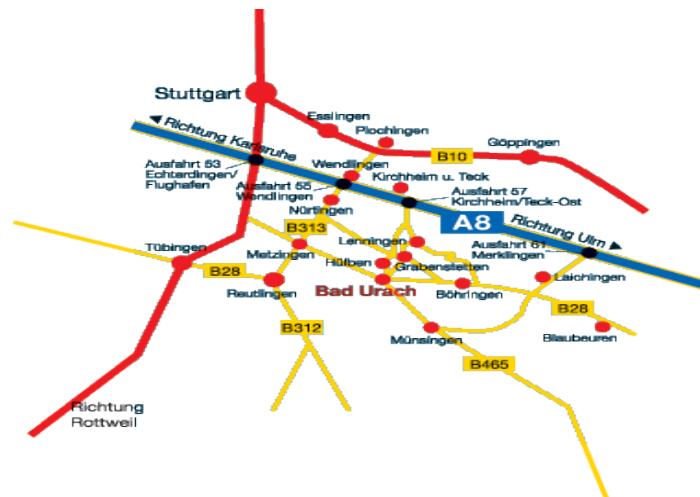 Stuttgart
Esslingen
Plochingen
Richtung Karlsruhe
Göppingen
B10
Wendlingen
Ausfahrt 53
Echterdingen/
Flughafen
Kirchheim u. Teck
Ausfahrt 55
Wendlingen
Ausfahrt 57
Kirchheim/Teck-Ost
Nürtingen
A8
Richtung Ulm
B313
Tübingen
Metzingen
Lenningen
Ausfahrt 61
Merklingen
Hülben
Grabenstetten
B28
Laichingen
Reutlingen
Bad Urach
Böhringen
B28
B312
Münsingen
Blaubeuren
B465
Richtung
Rottweil